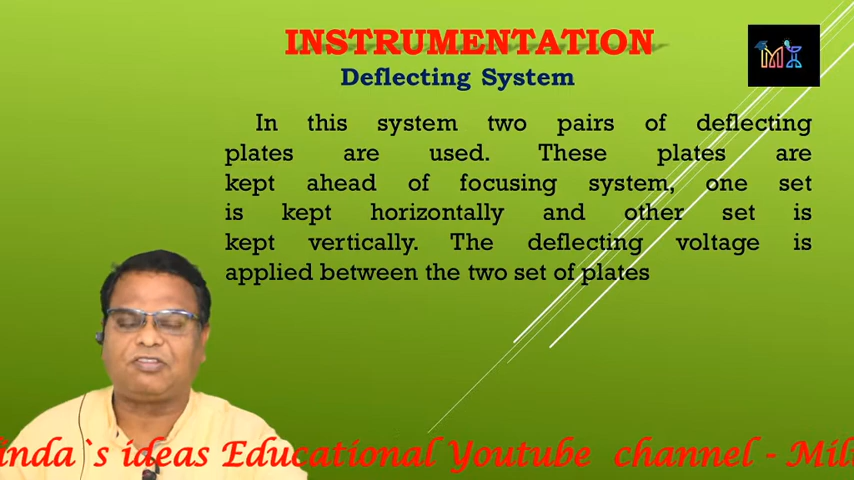 INSTRUMENTATION
Deflecting System
In this system two pairs of deflecting
plates are used. These plates are
kept ahead of focusing system, one set
is kept horizontally and other set is
kept vertically. The deflecting voltage is
applied between the two set of plates
inda`s ideas Educational Youtube channel - Mil